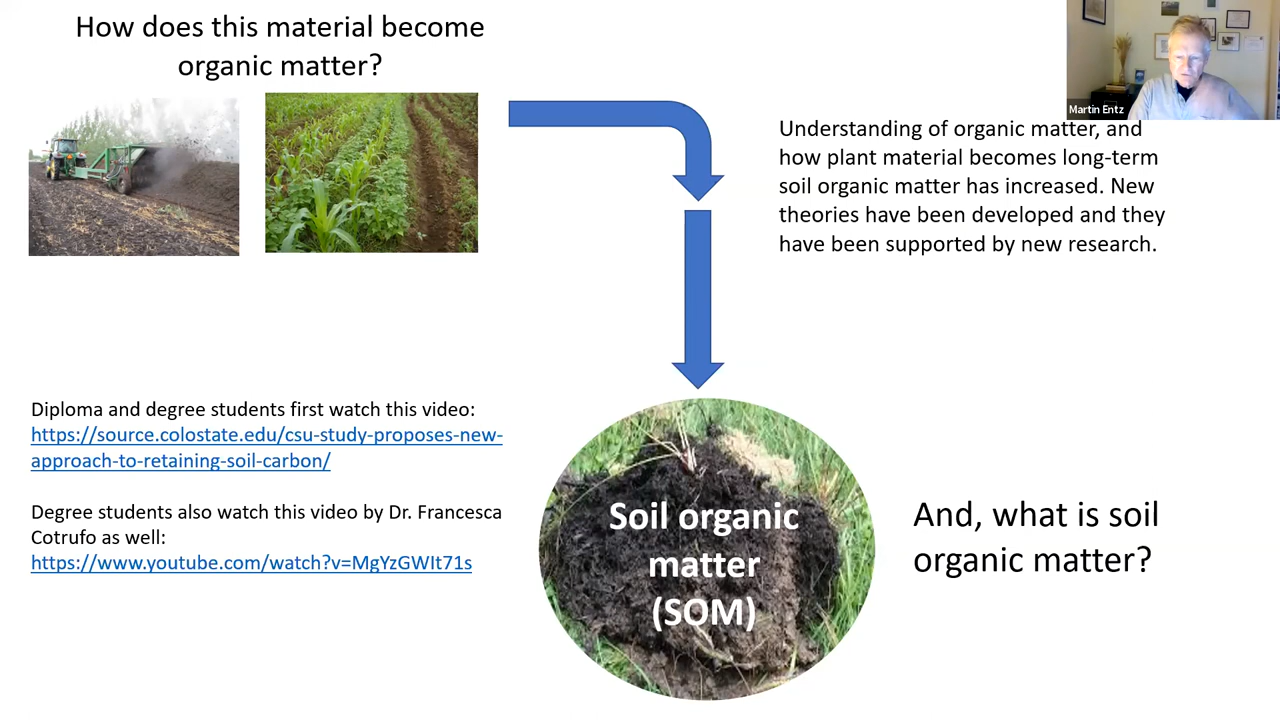 How does this material become
organic matter?
Martin Entz
Understanding of organic matter, and
how plant material becomes long-term
soil organic matter has increased. New
theories have been developed and they
have been supported by new research.
Diploma and degree students first watch this video:
https://source.colostate.edu/csu-study-proposes-new-
approach-to-retaining-soil-carbon/
Degree students also watch this video by Dr. Francesca
Cotrufo as well:
https://www.youtube.com/watch?v=MgYzGWIt71s
Soil organic
matter
(SOM)
And, what is soil
organic matter?